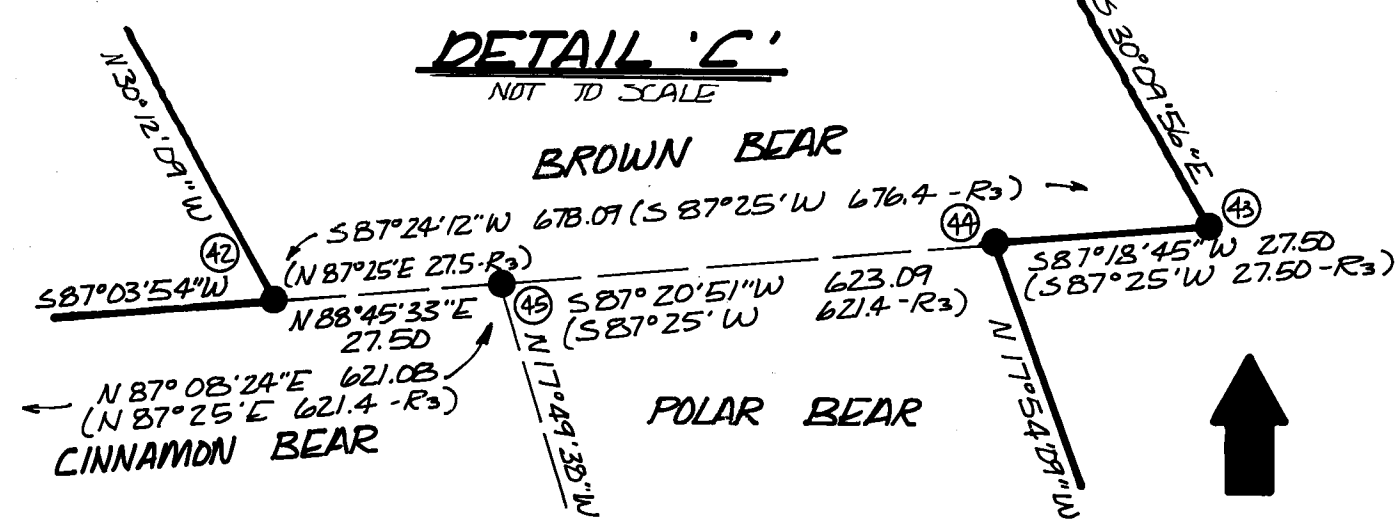 DETAIL 'C'
NOT TO SCALE
N30°12'09"W
S 30°09'56"E
BROWN BEAR
S87°24'12"W 678.09 (S 87°25'W 676.4 -R3)
42
(N 87°25'E 27.5-R3)
44
43
S87°03'54"W
N 88°45'33"E
27.50
45
S87°20'51"W 623.09
(S87°25'W 621.4 -R3)
S87°18'45"W 27.50
(S87°25'W 27.50 -R3)
N 87°08'24"E 621.08
(N 87°25'E 621.4 -R3)
CINNAMON BEAR
N 17°49'38"W
POLAR BEAR
N 17°54'09"W